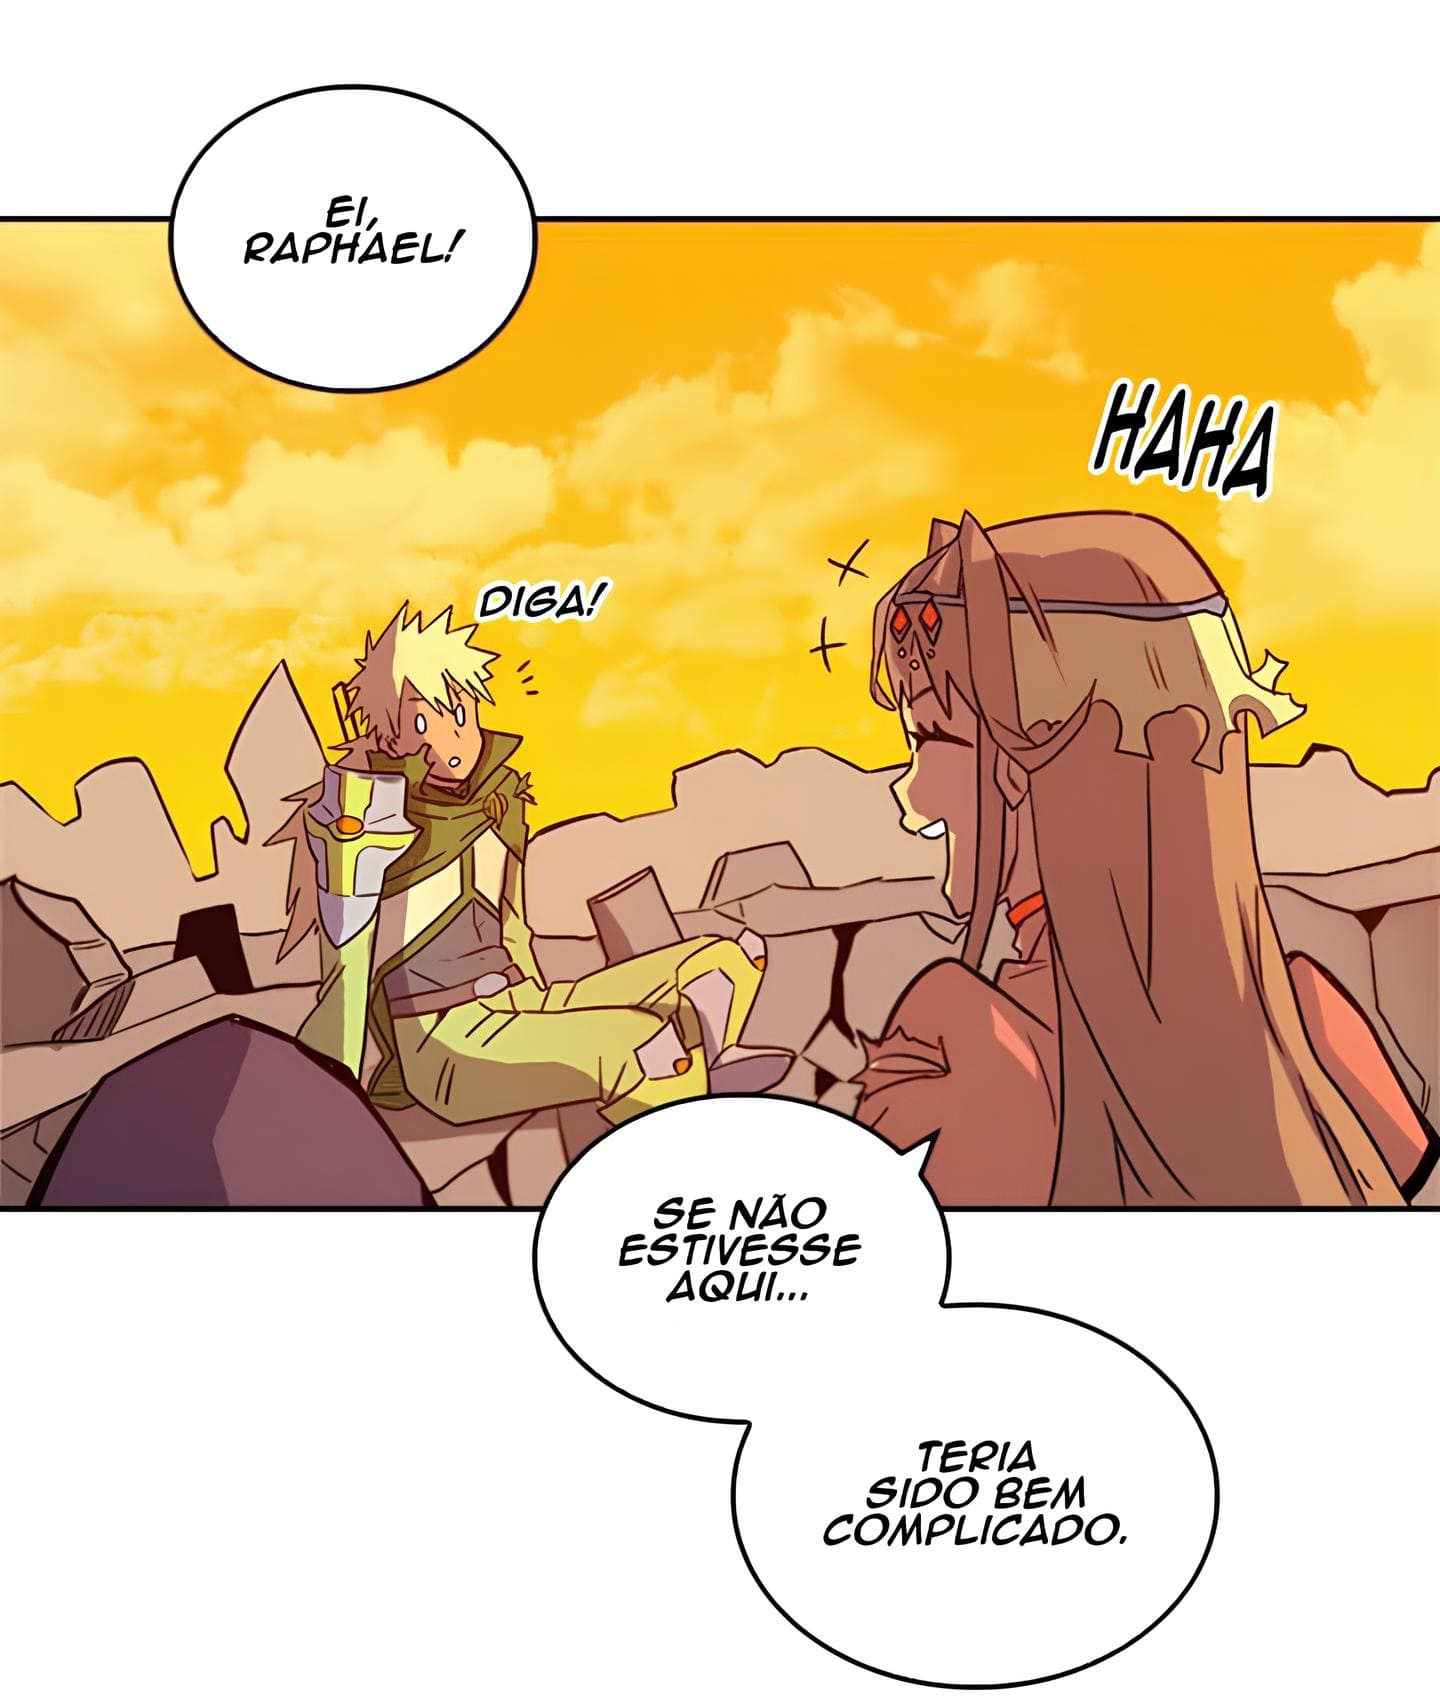 EI,
RAPHAEL!
HAHA
DIGA!
SE NÃO
ESTIVESSE
AQUI...
TERIA
SIDO BEM
COMPLICADO.